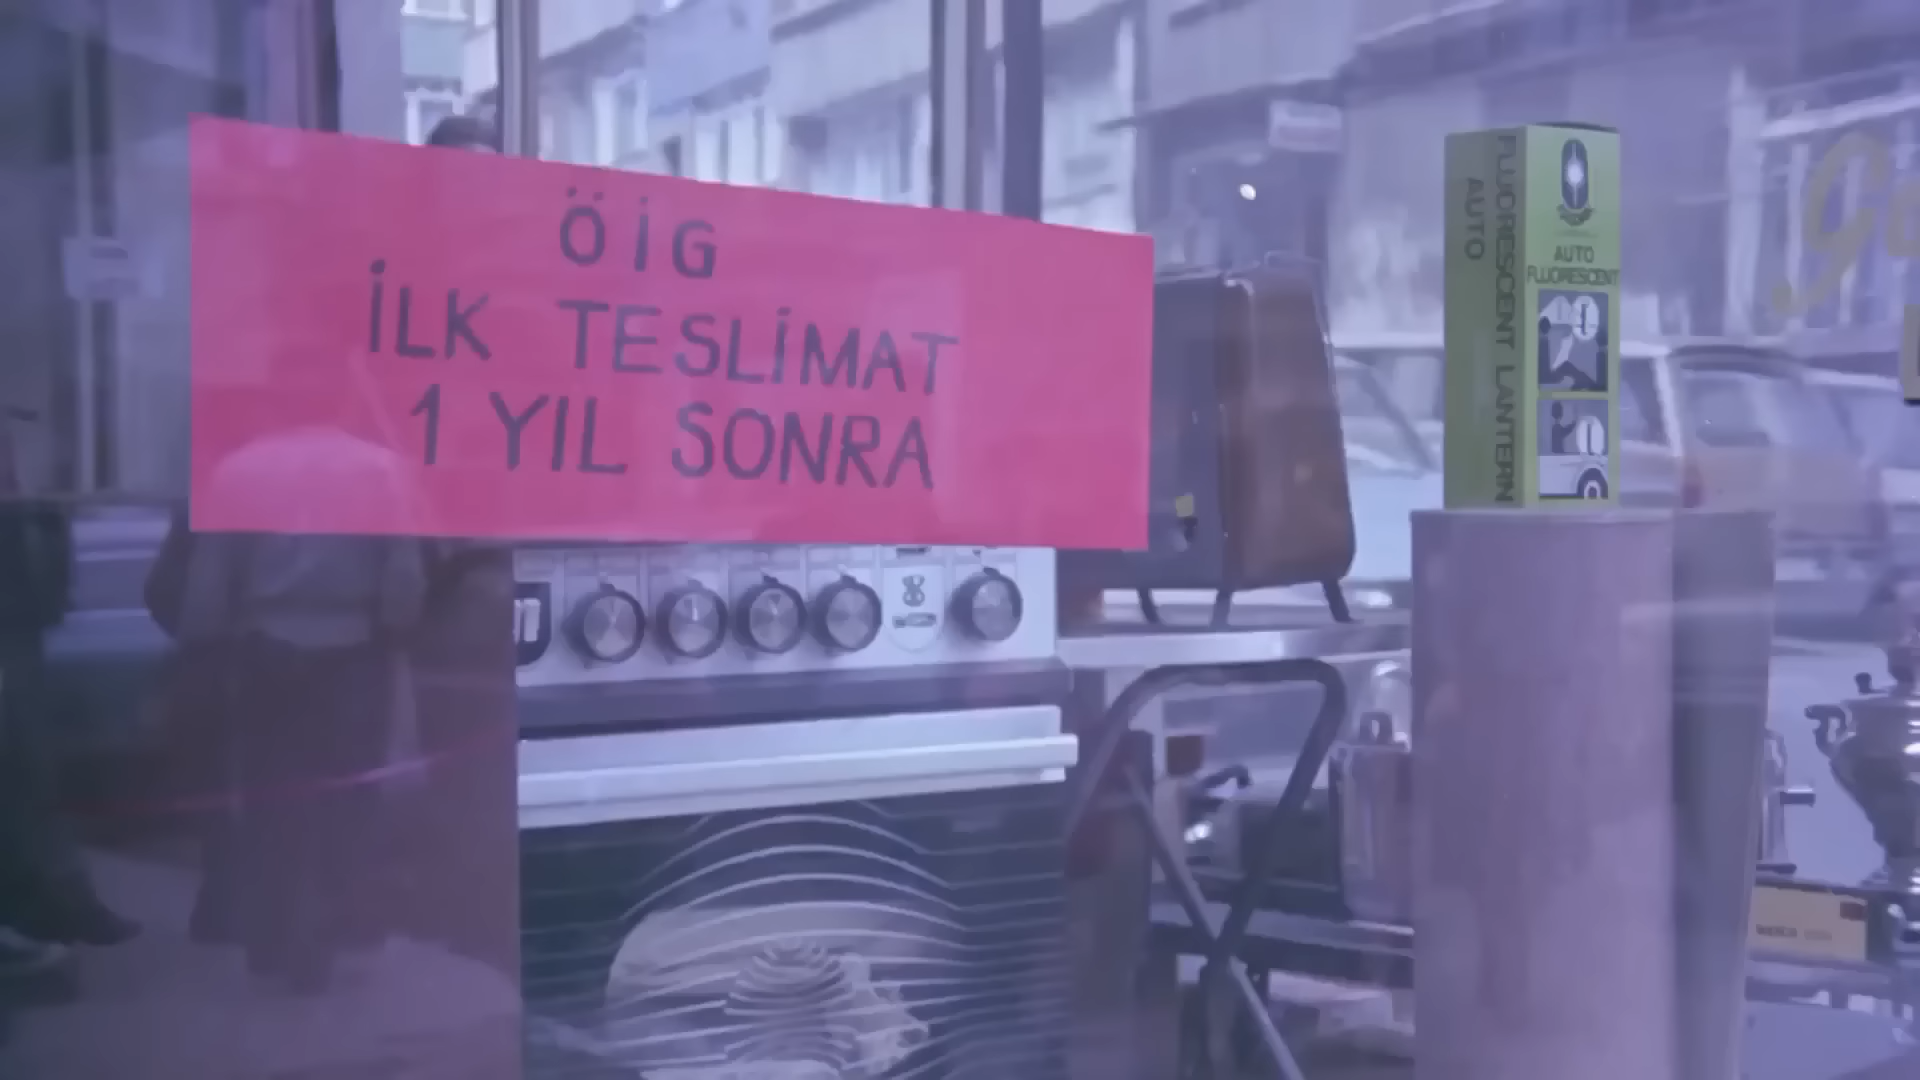 ÖİG
İLK TESLİMAT
1 YIL SONRA
FLUORESCENT LANTERN
AUTO
AUTO
FLUORESCENT